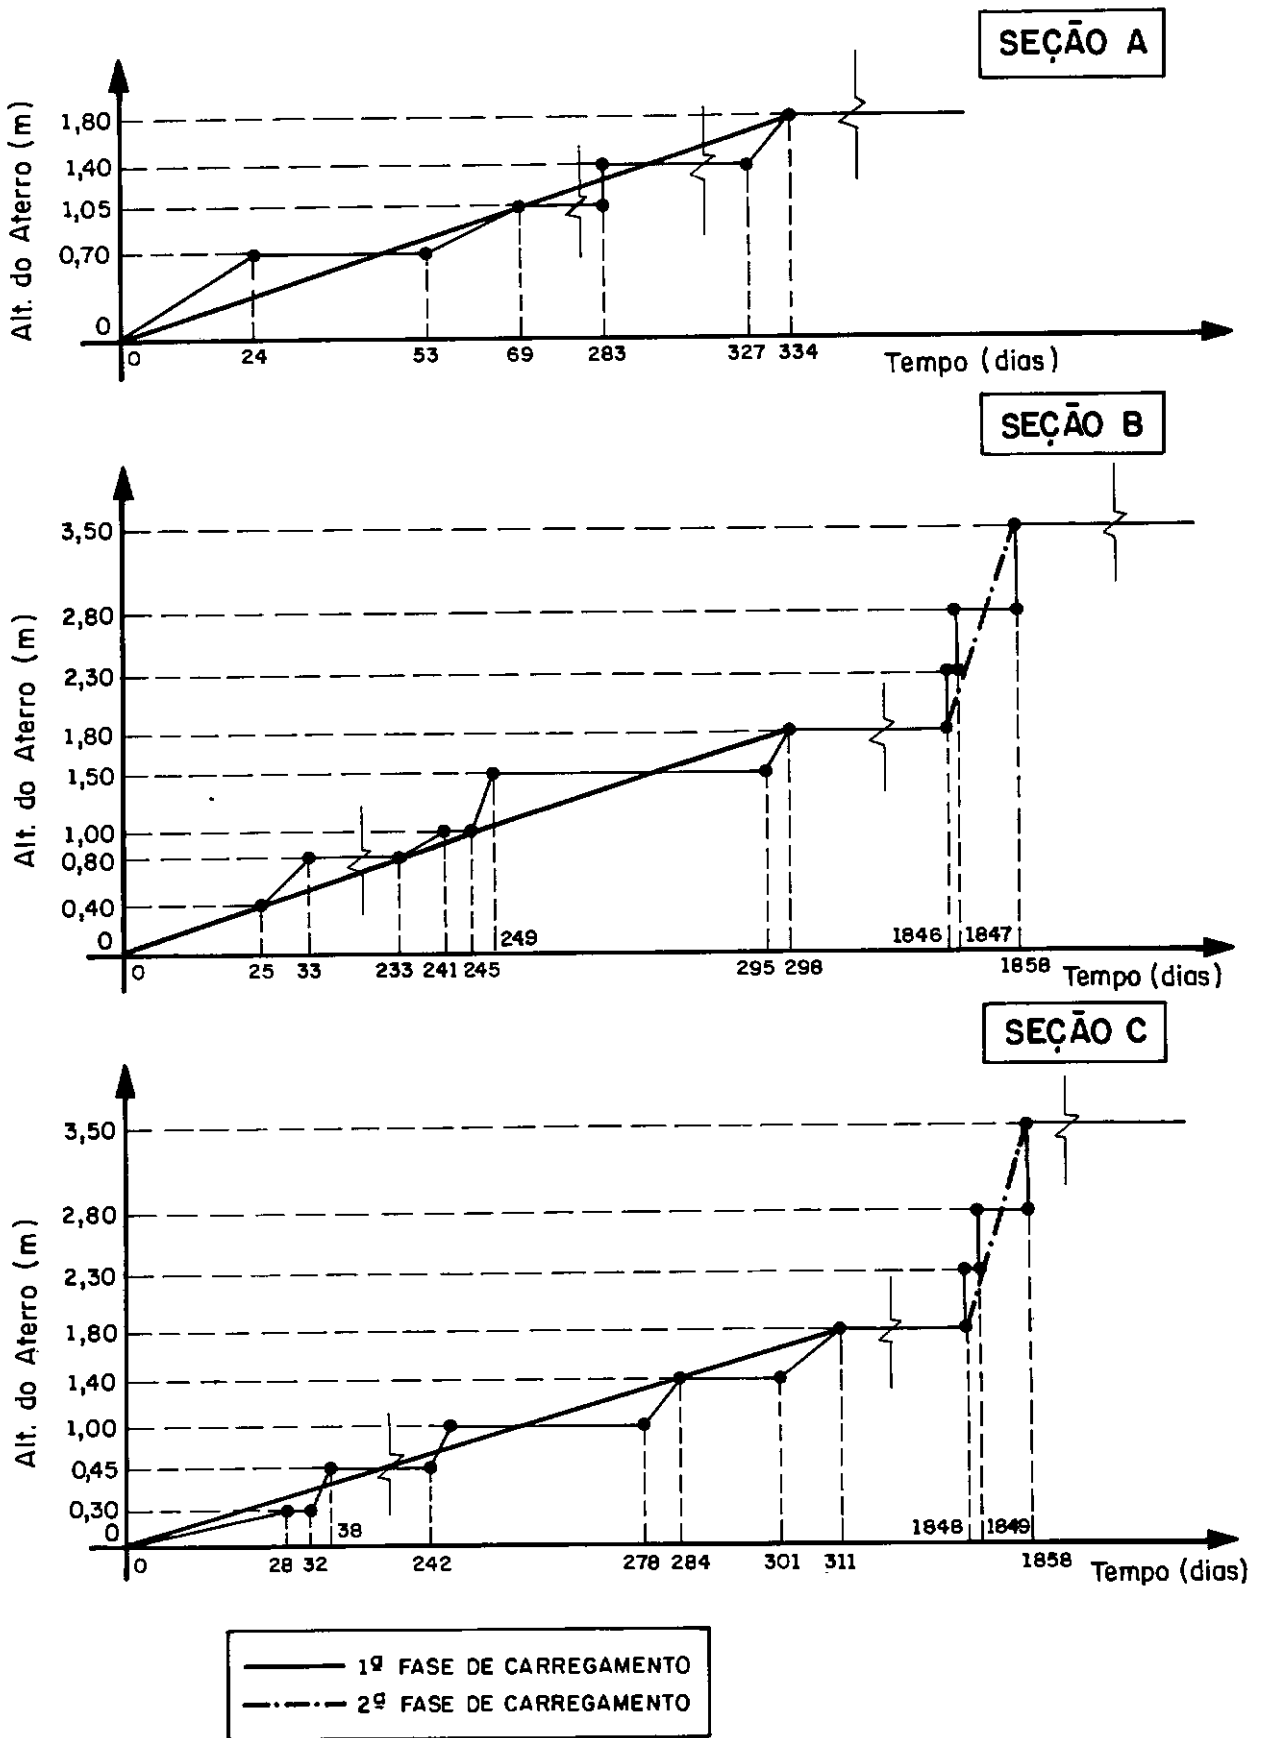 SEÇÃO A
Alt. do Aterro (m)
1,80
1,40
1,05
0,70
0
0 24 53 69 283 327 334
Tempo (dias)
SEÇÃO B
Alt. do Aterro (m)
3,50
2,80
2,30
1,80
1,50
1,00
0,80
0,40
0
249 1846 1847
0 25 33 233 241 245 295 298 1858
Tempo (dias)
SEÇÃO C
Alt. do Aterro (m)
3,50
2,80
2,30
1,80
1,40
1,00
0,45
0,30
0
38 1848 1849
0 28 32 242 278 284 301 311 1858
Tempo (dias)
1ª FASE DE CARREGAMENTO
2ª FASE DE CARREGAMENTO